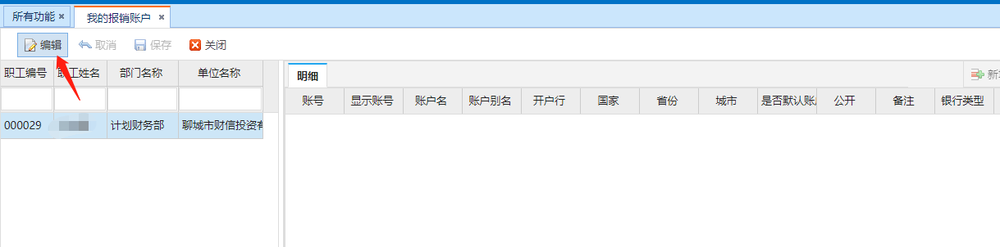 所有功能 我的报销账户
编辑 取消 保存 关闭
职工编号 职工姓名 部门名称 单位名称
明细
账号 显示账号 账户名 账户别名 开户行 国家 省份 城市 是否默认账 公开 备注 银行类型
000029 计划财务部 聊城市财信投资有